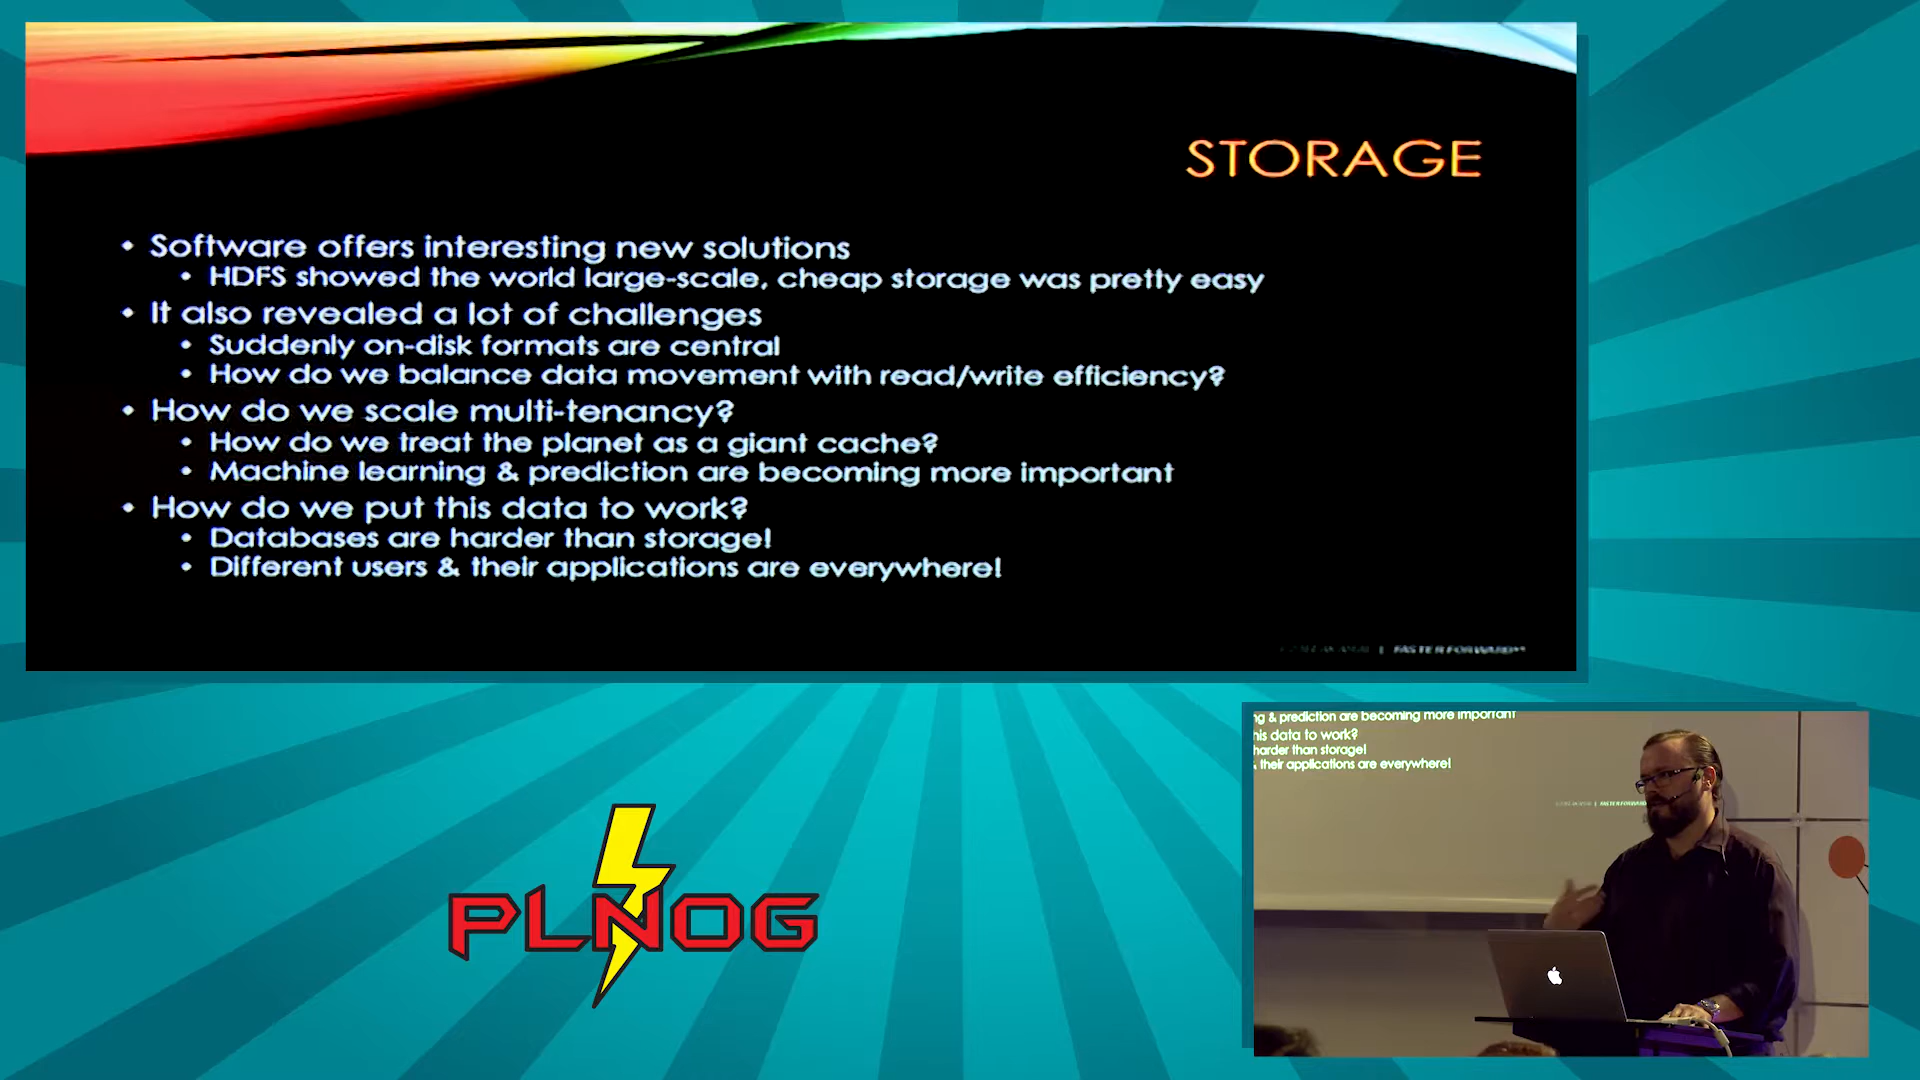 STORAGE
• Software offers interesting new solutions
• HDFS showed the world large-scale, cheap storage was pretty easy
• It also revealed a lot of challenges
• Suddenly on-disk formats are central
• How do we balance data movement with read/write efficiency?
• How do we scale multi-tenancy?
• How do we treat the planet as a giant cache?
• Machine learning & prediction are becoming more important
• How do we put this data to work?
• Databases are harder than storage!
• Different users & their applications are everywhere!
| FASTER FORWARD
ng & prediction are becoming more important
his data to work?
harder than storage!
& their applications are everywhere!
| FASTER FORWARD
PLNOG